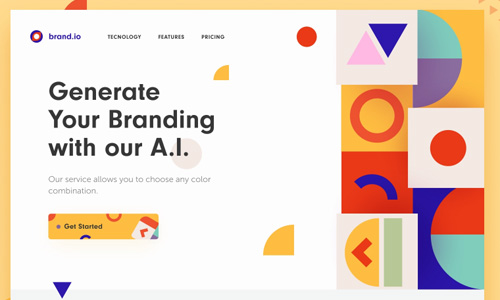 brand.io
TECNOLOGY
FEATURES
PRICING
Generate
Your Branding
with our A.I.
Our service allows you to choose any color
combination.
Get Started